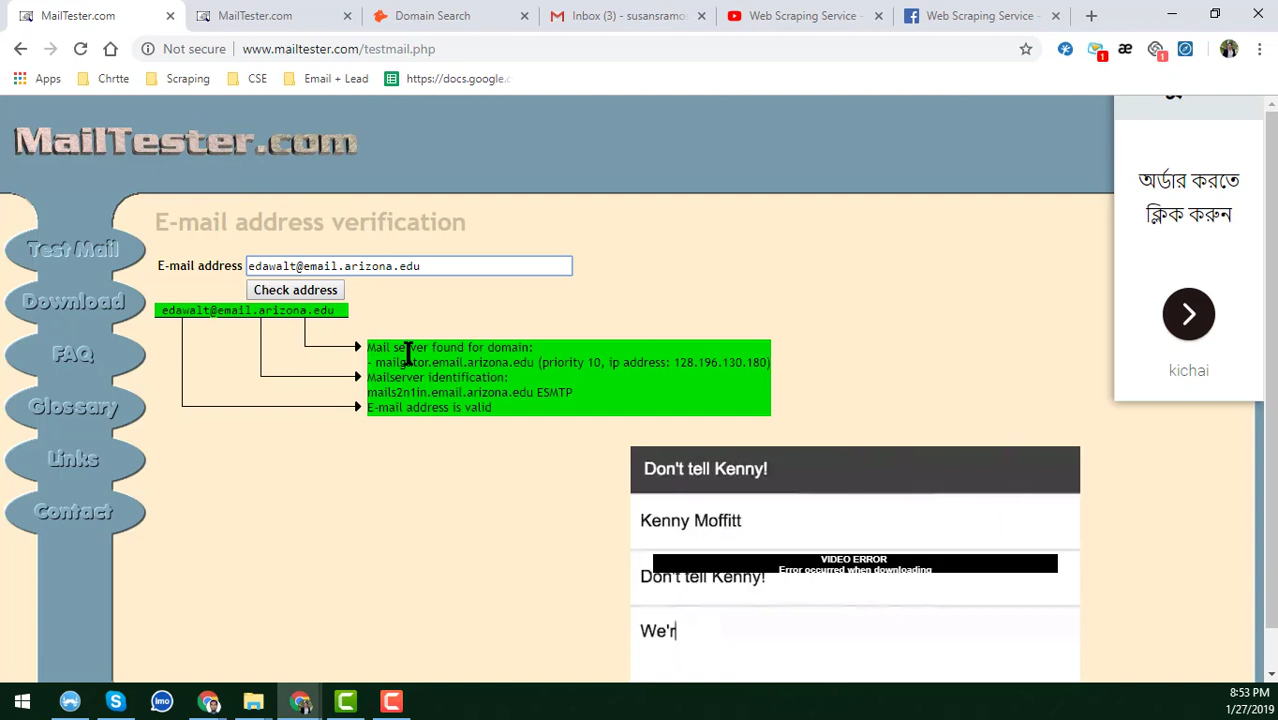 MailTester.com
MailTester.com
Domain Search
Inbox (3) - susansramos
Web Scraping Service -
Web Scraping Service -
Not secure
www.mailtester.com/testmail.php
1
1
Apps
Chrtte
Scraping
CSE
Email + Lead
https://docs.google.c
MailTester.com
E-mail address verification
Test Mail
Download
FAQ
Glossary
Links
Contact
E-mail address edawalt@email.arizona.edu
Check address
edawalt@email.arizona.edu
Mail server found for domain:
- mailgator.email.arizona.edu (priority 10, ip address: 128.196.130.180)
Mailserver identification:
mails2n1in.email.arizona.edu ESMTP
E-mail address is valid
অর্ডার করতে
ক্লিক করুন
kichai
Don't tell Kenny!
Kenny Moffitt
VIDEO ERROR
Error occurred when downloading
Don't tell Kenny!
We'r
imo
8:53 PM
1/27/2019